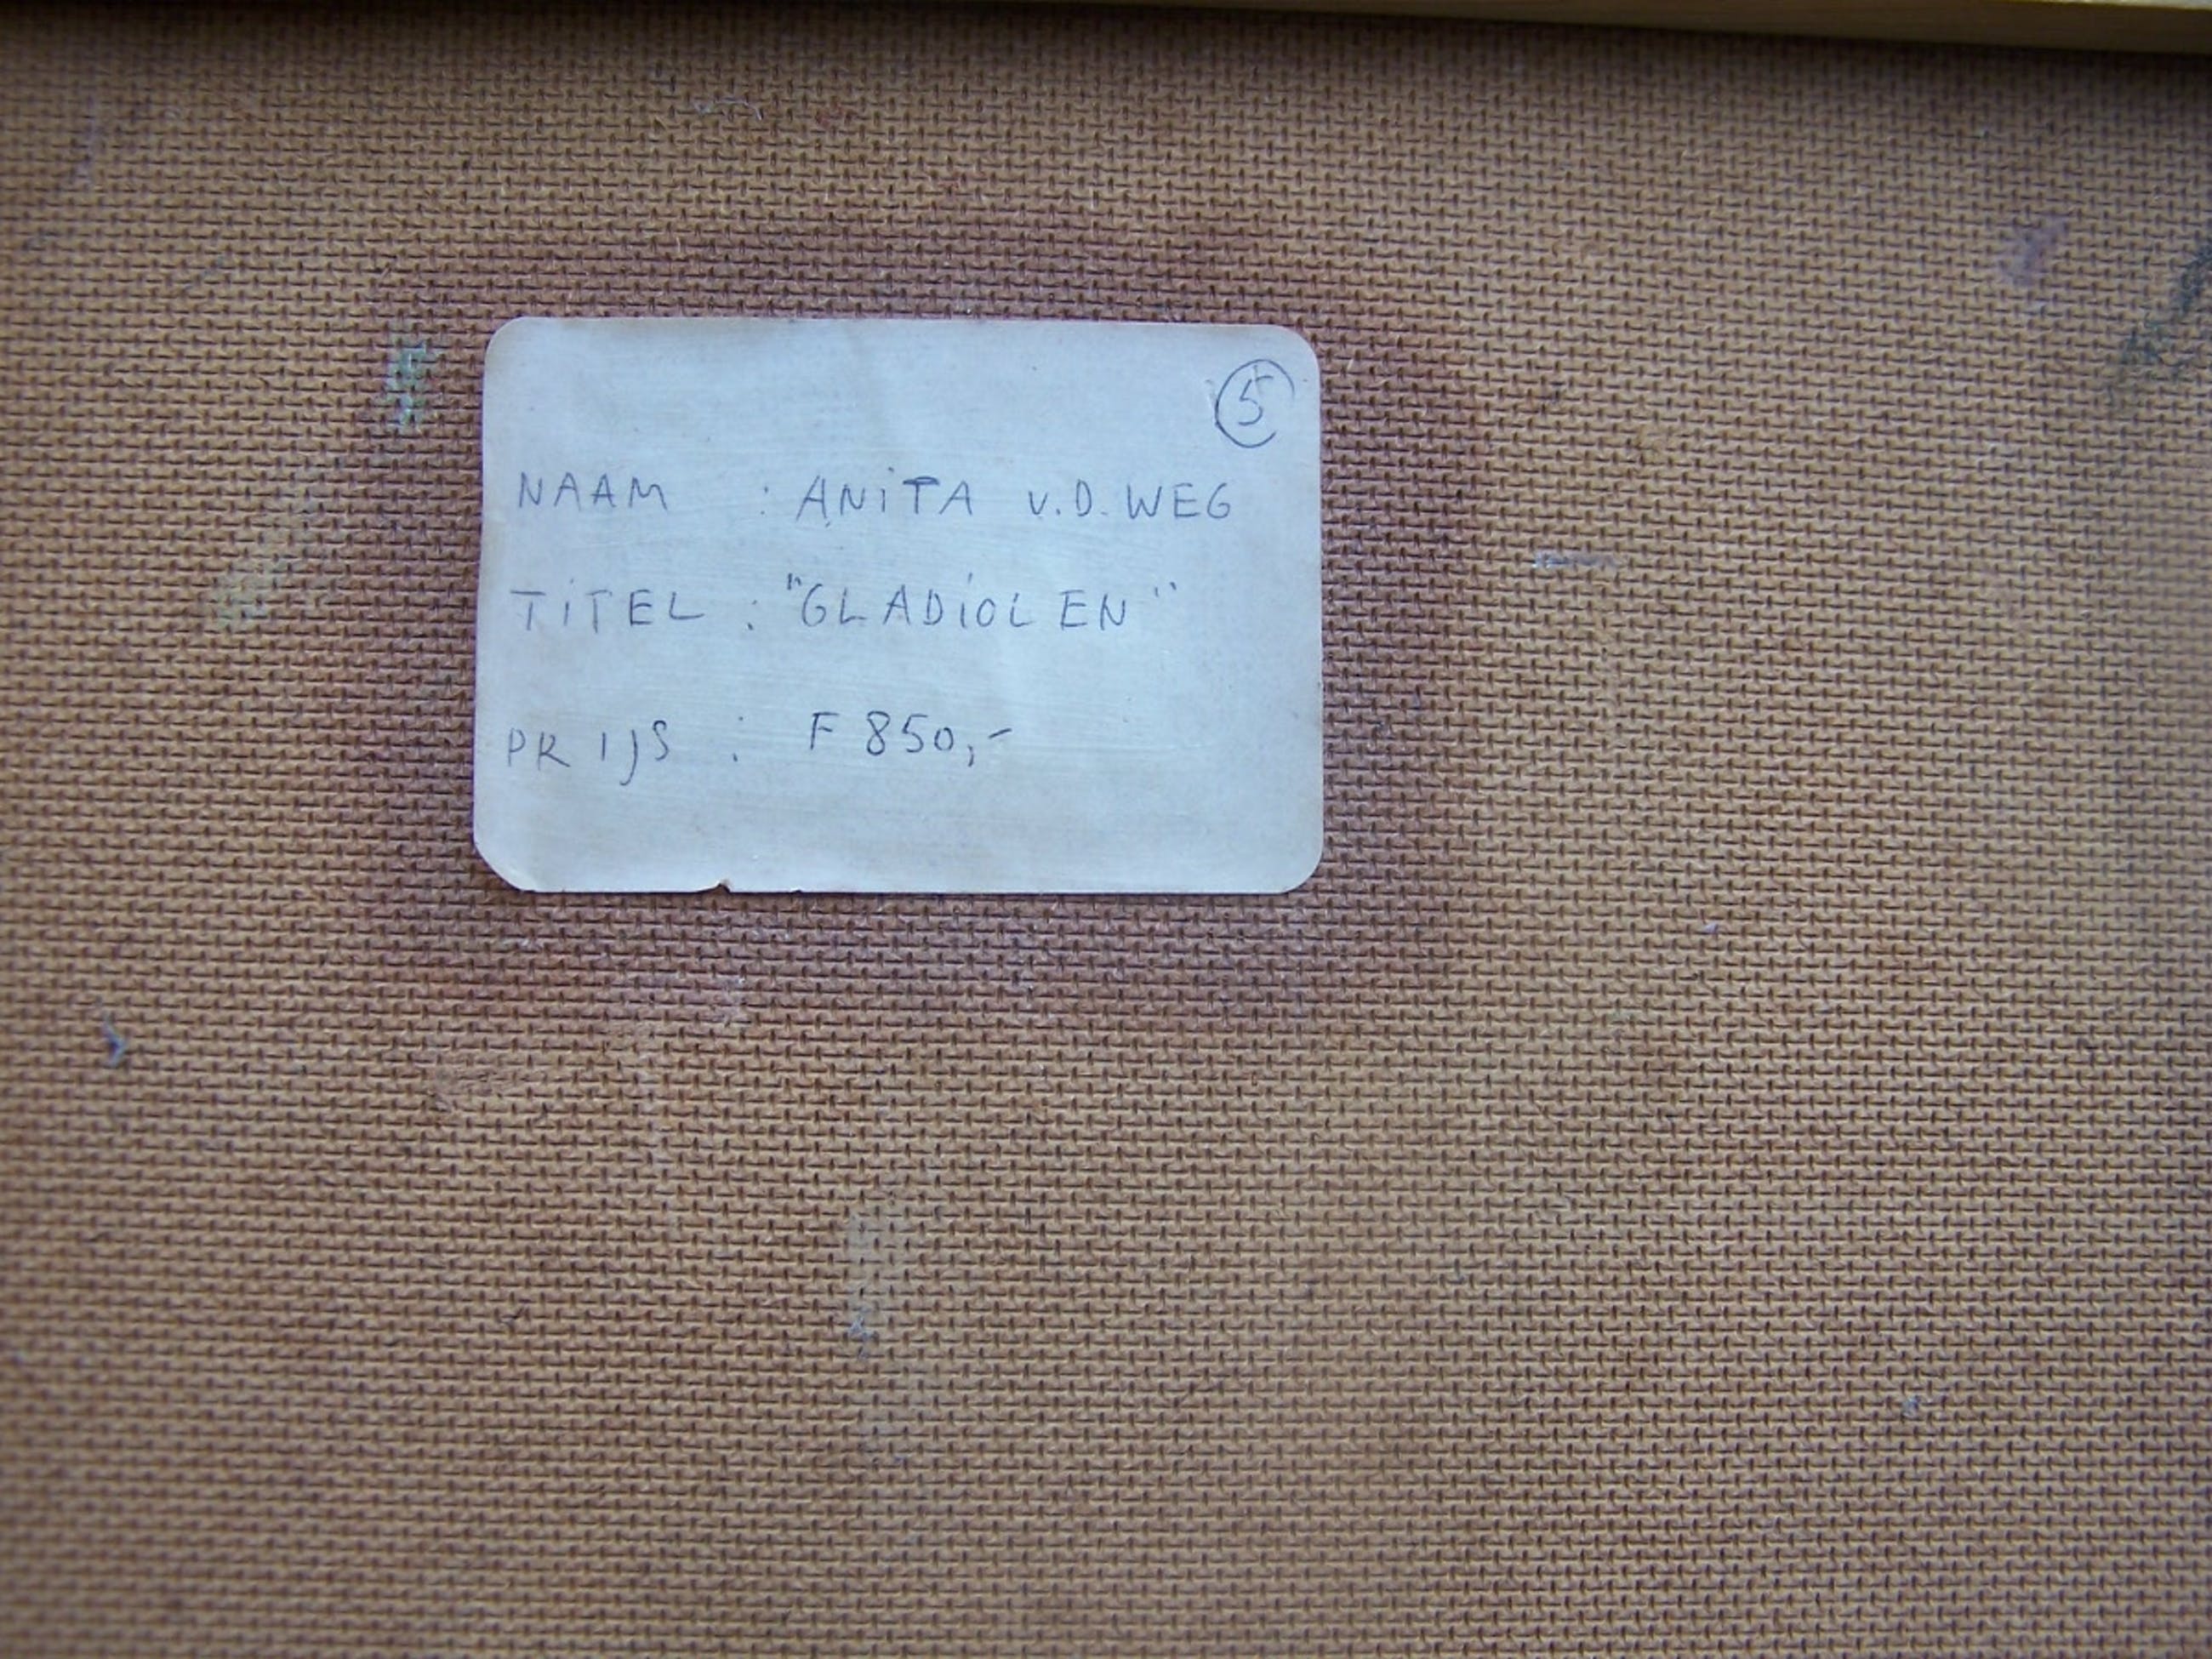 5
NAAM : ANiTA V.D. WEG
TiTEL : "GLADiOLEN"
PRIJS : F 850,-